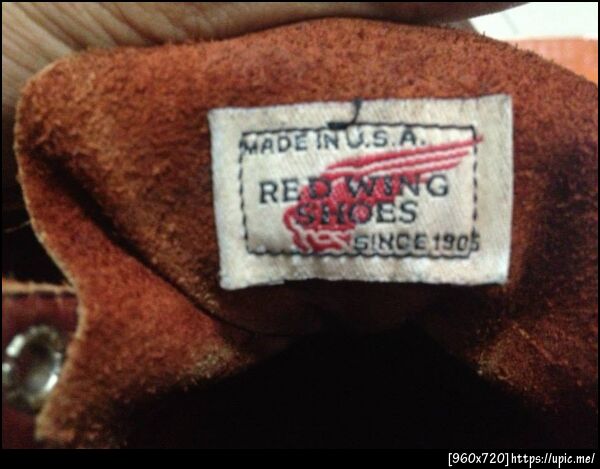 MADE IN U.S.A.
RED WING
SHOES
SINCE 1905
[960x720]https://upic.me/